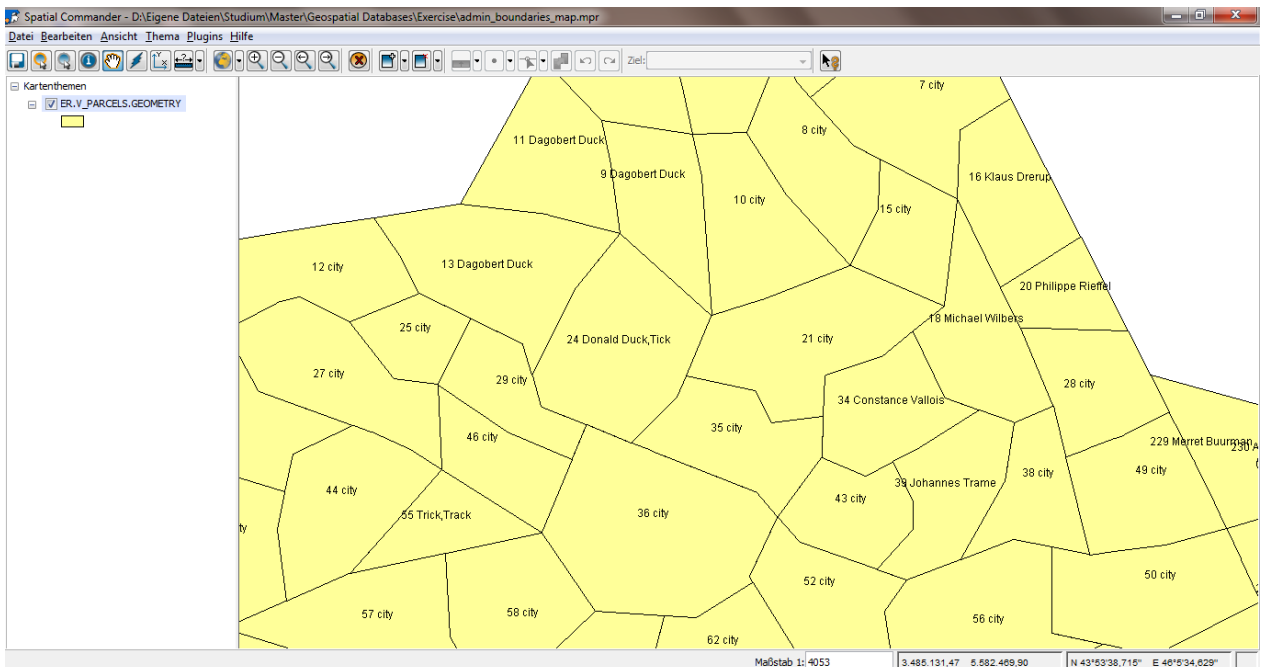 Spatial Commander - D:\Eigene Dateien\Studium\Master\Geospatial Databases\Exercise\admin_boundaries_map.mpr
Datei Bearbeiten Ansicht Thema Plugins Hilfe
Ziel:
Kartenthemen
ER.V_PARCELS.GEOMETRY
7 city
8 city
11 Dagobert Duck
9 Dagobert Duck
16 Klaus Drerup
10 city
15 city
12 city
13 Dagobert Duck
20 Philippe Rieffel
18 Michael Wilbers
25 city
24 Donald Duck,Tick
21 city
27 city
29 city
28 city
34 Constance Vallois
35 city
46 city
229 Merret Buurman
230 A
49 city
38 city
39 Johannes Trame
44 city
43 city
36 city
55 Trick,Track
ty
52 city
50 city
57 city
58 city
56 city
62 city
Maßstab 1: 4053
3.485.131,47 5.582.469,90
N 43°53'38,715" E 46°5'34,629"